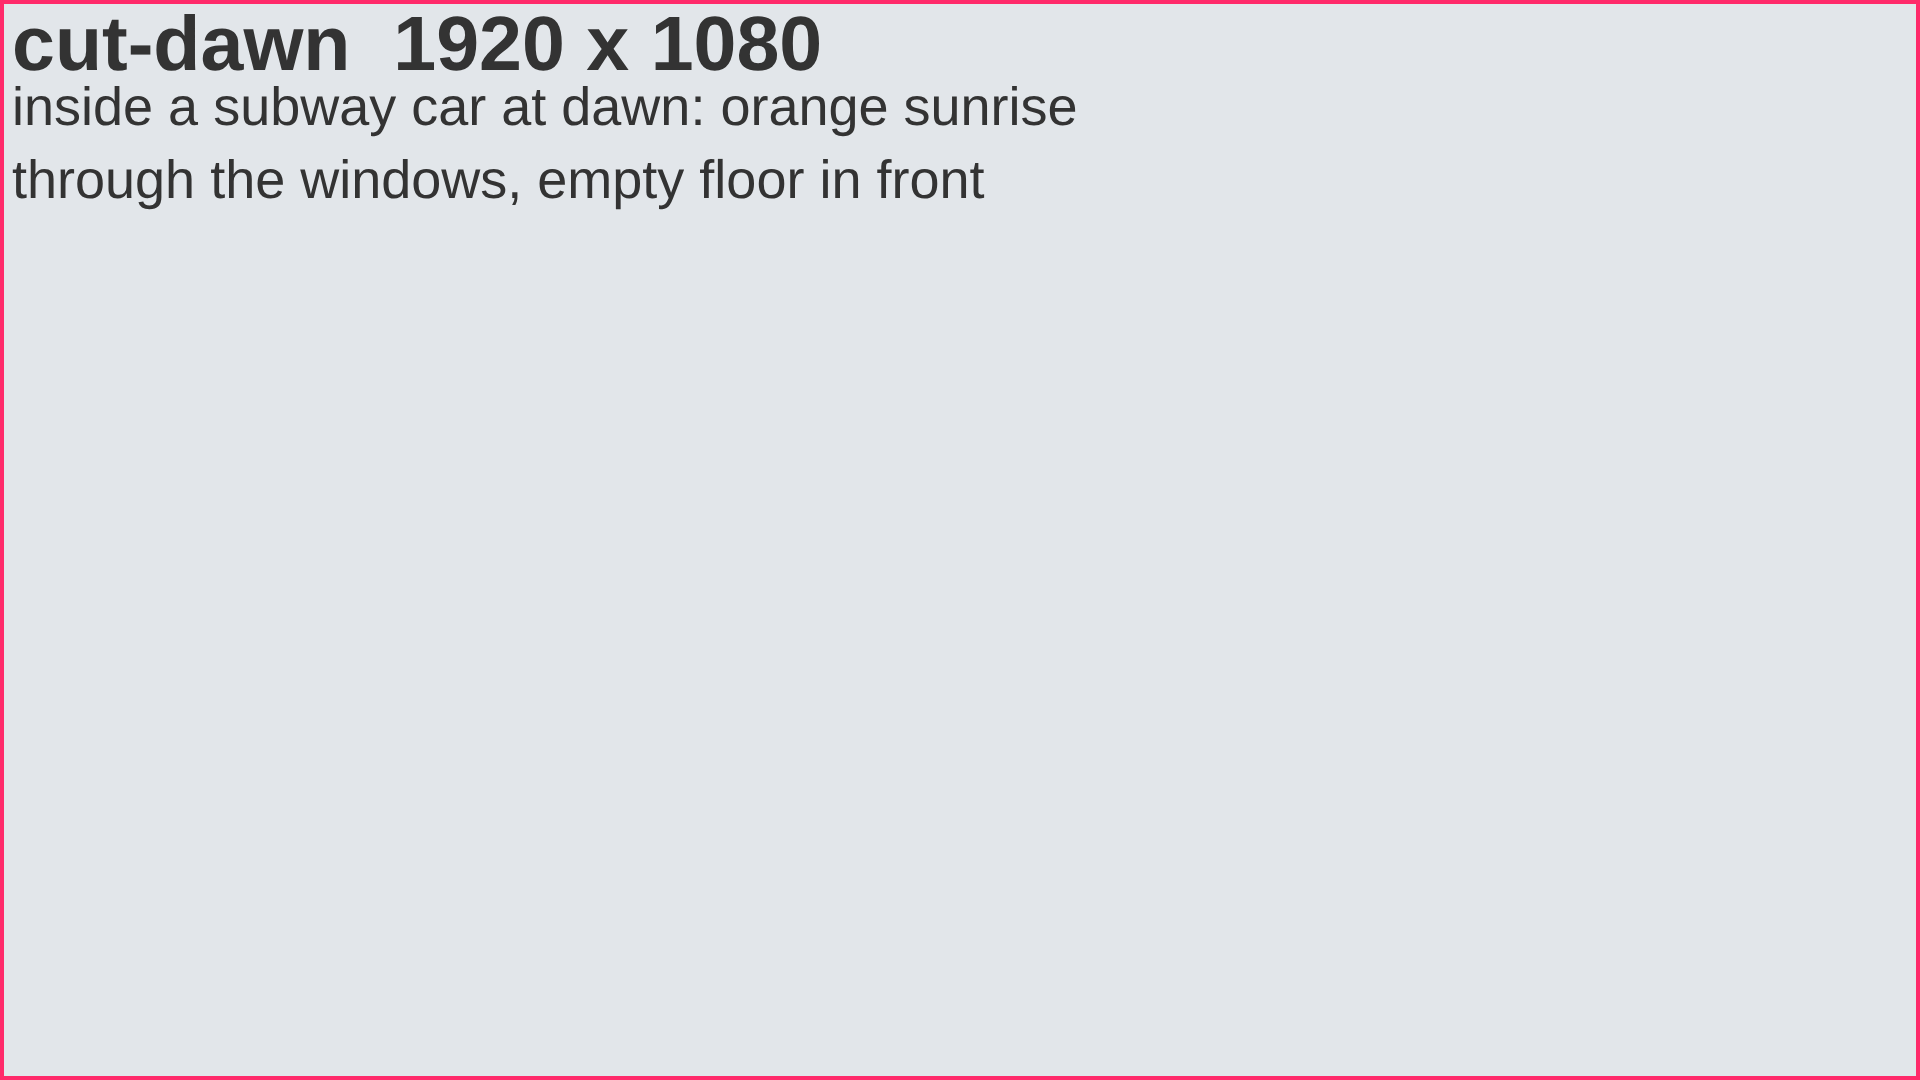 cut-dawn 1920 x 1080
inside a subway car at dawn: orange sunrise
through the windows, empty floor in front